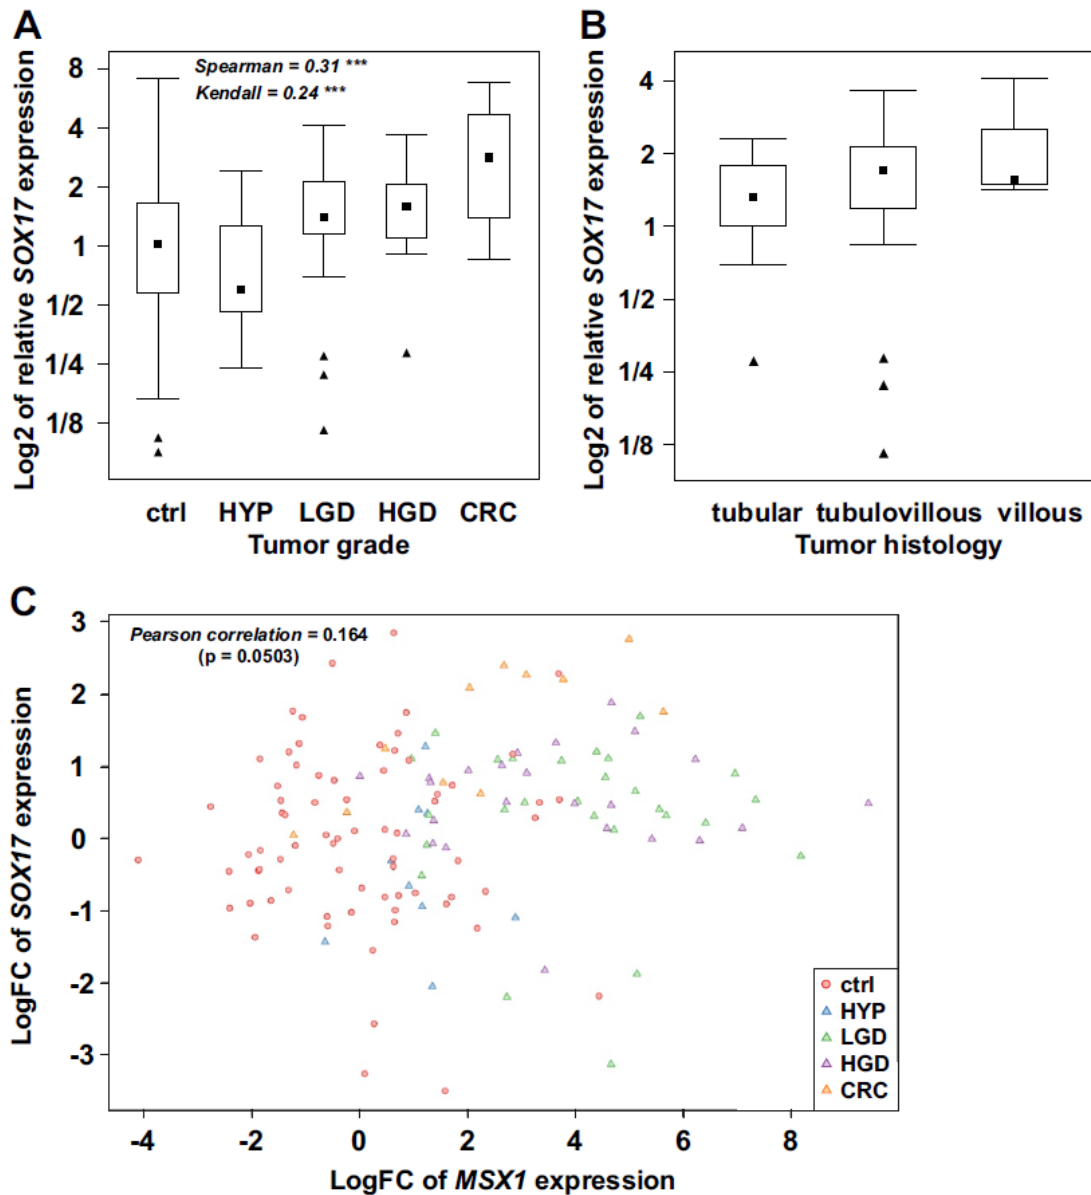 A
Log2 of relative SOX17 expression
8
4
2
1
1/2
1/4
1/8
Spearman = 0.31 ***
Kendall = 0.24 ***
ctrl HYP LGD HGD CRC
Tumor grade
B
Log2 of relative SOX17 expression
4
2
1
1/2
1/4
1/8
tubular tubulovillous villous
Tumor histology
C
LogFC of SOX17 expression
3
2
1
0
-1
-2
-3
Pearson correlation = 0.164
(p = 0.0503)
ctrl
HYP
LGD
HGD
CRC
-4 -2 0 2 4 6 8
LogFC of MSX1 expression